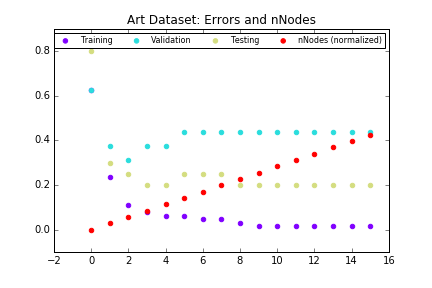 Art Dataset: Errors and nNodes
Training Validation Testing nNodes (normalized)
0.8
0.6
0.4
0.2
0.0
−2 0 2 4 6 8 10 12 14 16